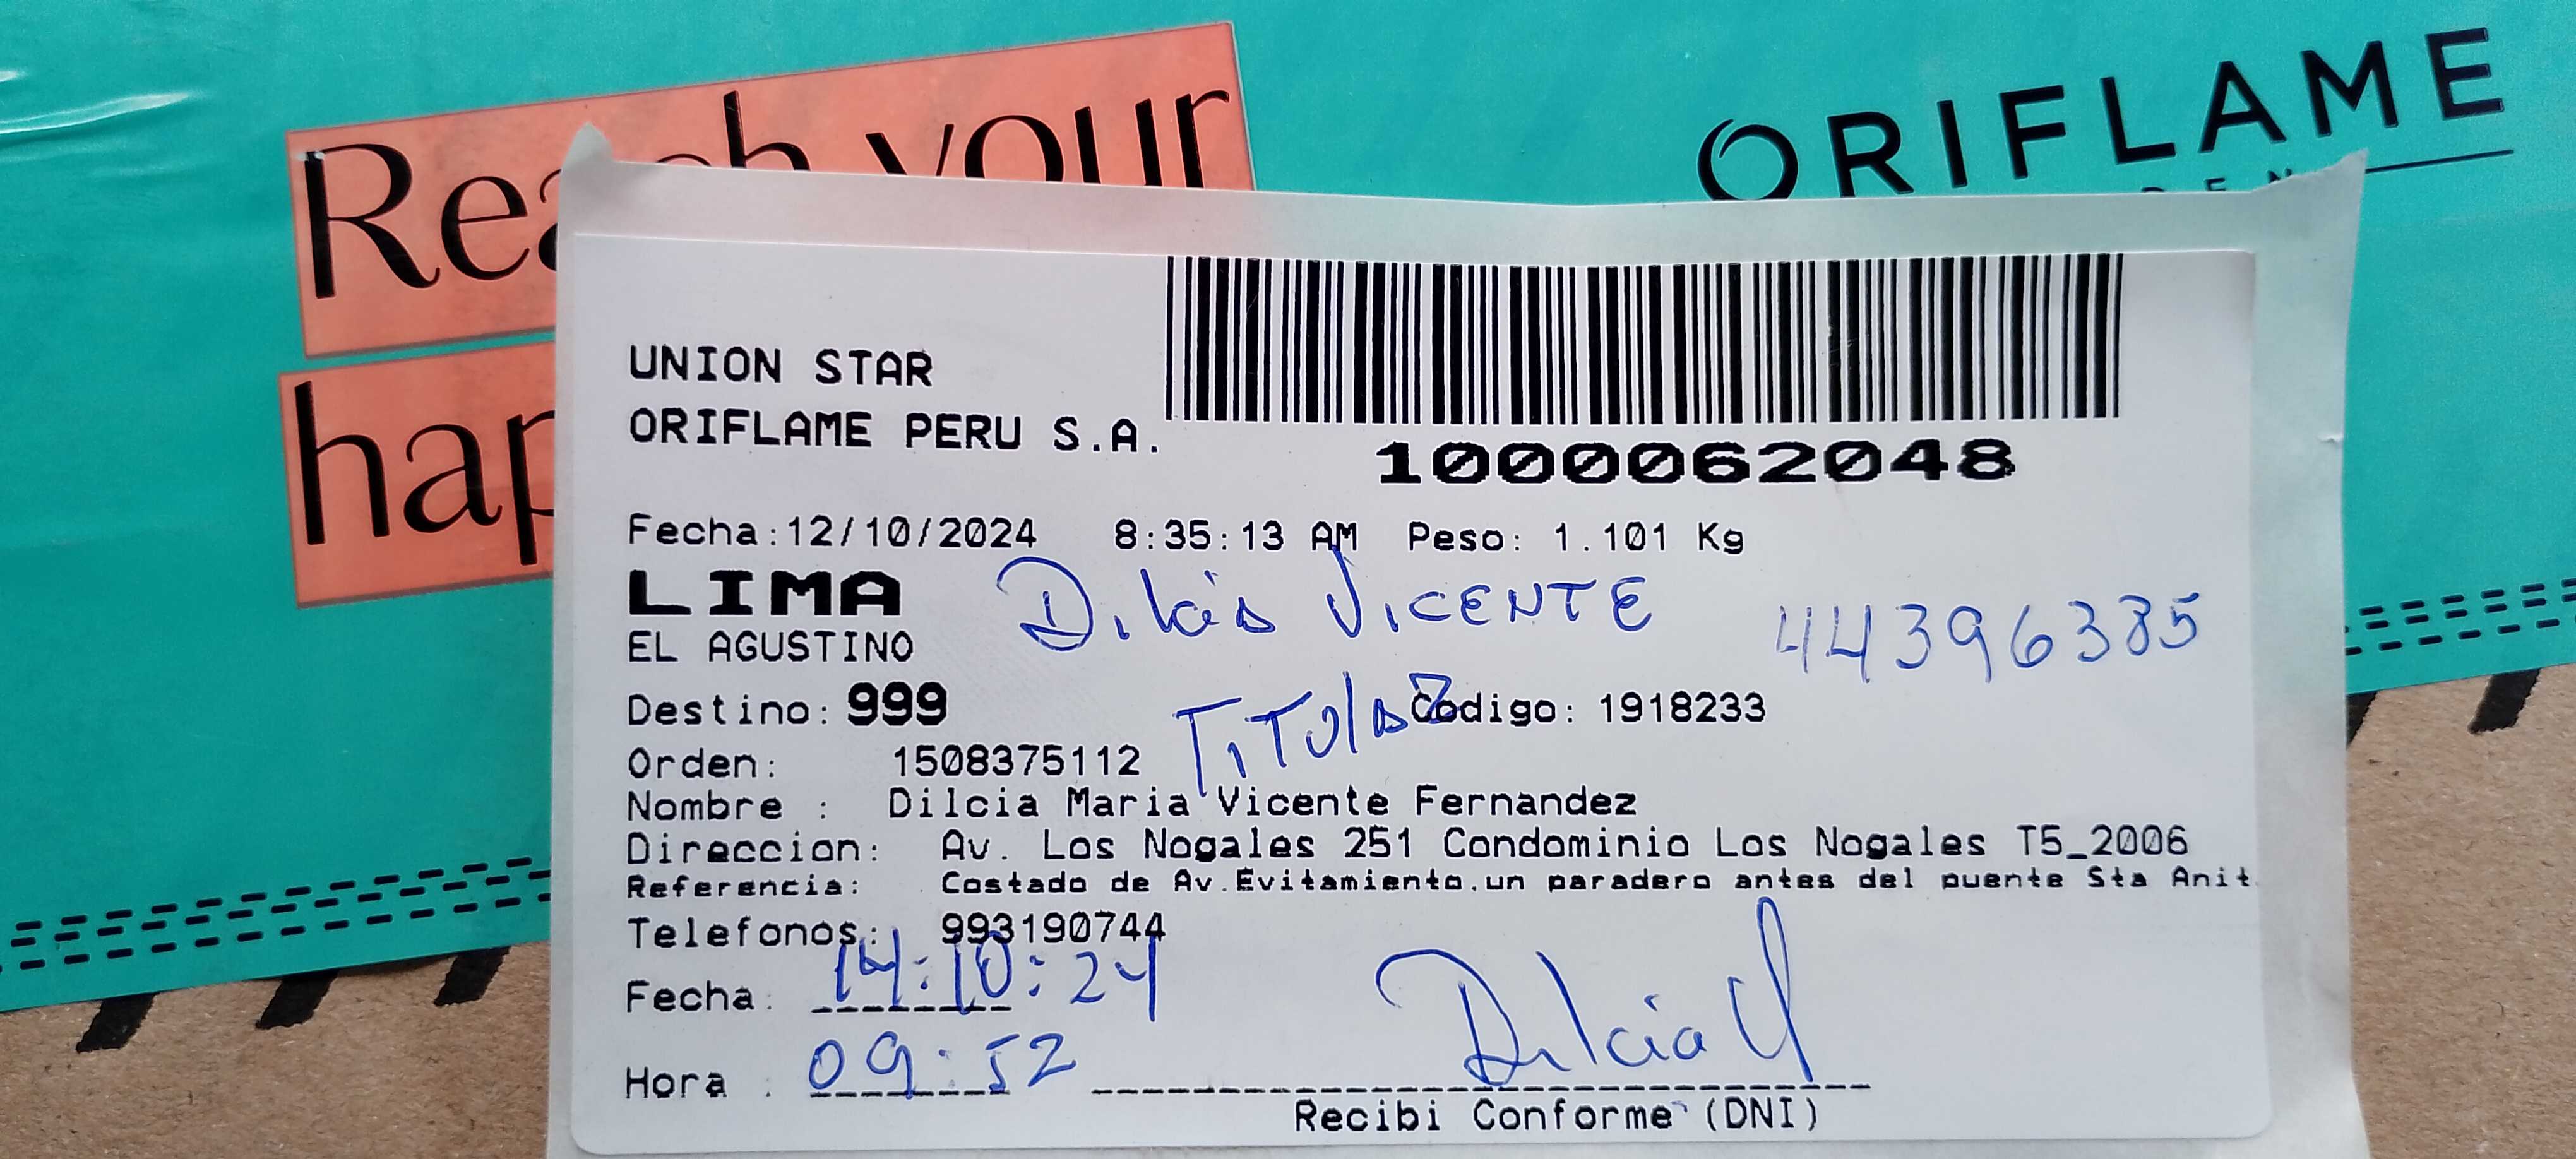 Reach your
ORIFLAME
hap
UNION STAR
ORIFLAME PERU S.A.
1000062048
Fecha:12/10/2024 8:35:13 AM Peso: 1.101 Kg
LIMA
Dilcia VICENTE 44396385
EL AGUSTINO
Destino: 999 TITULAR Codigo: 1918233
Orden: 1508375112
Nombre : Dilcia Maria Vicente Fernandez
Direccion: Av. Los Nogales 251 Condominio Los Nogales T5_2006
Referencia: Costado de Av.Evitamiento.un paradero antes del puente Sta Anit
Telefonos: 993190744
Fecha: 14:10:24
Hora : 09:52 Dilcia V
Recibi Conforme (DNI)